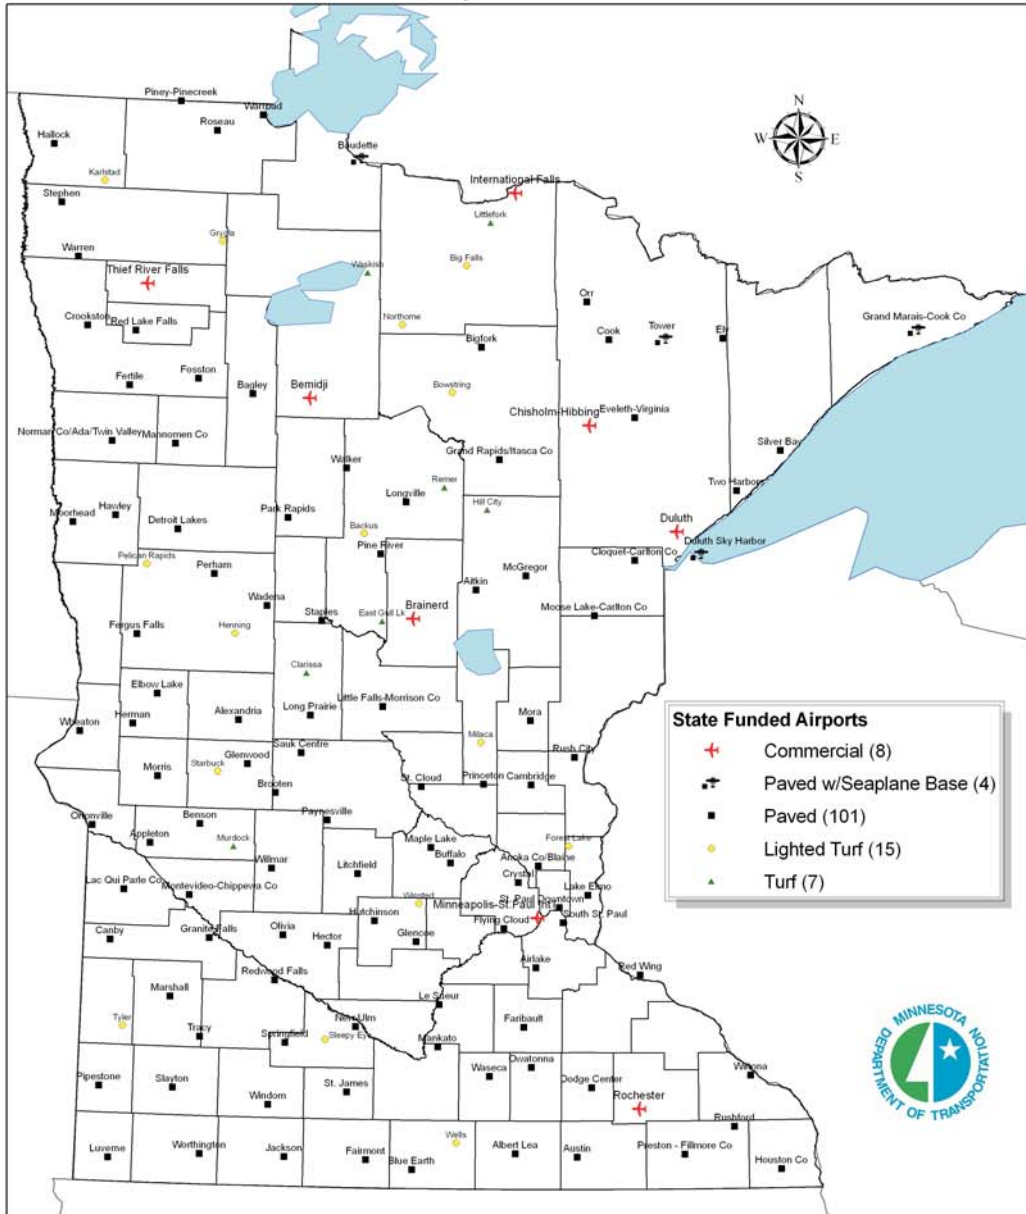 N
W E
S
Piney-Pinecreek
Warroad
Roseau
Hallock
Baudette
Karlstad
International Falls
Stephen
Littlefork
Grygla
Warren
Big Falls
Waskish
Thief River Falls
Orr
Northome
Grand Marais-Cook Co
Crookston
Red Lake Falls
Cook
Tower
Ely
Bigfork
Fosston
Fertile
Bagley
Bemidji
Bowstring
Chisholm-Hibbing
Eveleth-Virginia
Norman Co/Ada/Twin Valley
Mannomen Co
Silver Bay
Grand Rapids/Itasca Co
Walker
Remer
Two Harbors
Longville
Hill City
Hawley
Moorhead
Detroit Lakes
Park Rapids
Duluth
Backus
Duluth Sky Harbor
Pelican Rapids
Pine River
Cloquet-Carlton Co
Perham
McGregor
Aitkin
Wadena
Brainerd
Moose Lake-Carlton Co
Staples
East Gull Lk
Fergus Falls
Henning
Clarissa
Elbow Lake
Little Falls-Morrison Co
Wheaton
Herman
Alexandria
Long Prairie
Mora
Milaca
Sauk Centre
Rush City
Glenwood
Starbuck
Morris
St. Cloud
Princeton
Cambridge
Brooten
Paynesville
Ortonville
Benson
Appleton
Murdock
Maple Lake
Forest Lake
Buffalo
Anoka Co/Blaine
Willmar
Litchfield
Crystal
Lac Qui Parle Co
Montevideo-Chippewa Co
Lake Elmo
Winsted
St. Paul Downtown
Minneapolis-St. Paul Int'l
Hutchinson
Flying Cloud
South St. Paul
Canby
Granite Falls
Olivia
Hector
Glencoe
Airlake
Red Wing
Redwood Falls
Marshall
Le Sueur
Tyler
Tracy
Springfield
New Ulm
Sleepy Eye
Faribault
Mankato
Owatonna
Waseca
Winona
Pipestone
Slayton
St. James
Dodge Center
Windom
Rochester
Rushford
Luverne
Worthington
Jackson
Fairmont
Wells
Blue Earth
Albert Lea
Austin
Preston - Fillmore Co
Houston Co
State Funded Airports
Commercial (8)
Paved w/Seaplane Base (4)
Paved (101)
Lighted Turf (15)
Turf (7)
MINNESOTA
DEPARTMENT OF TRANSPORTATION